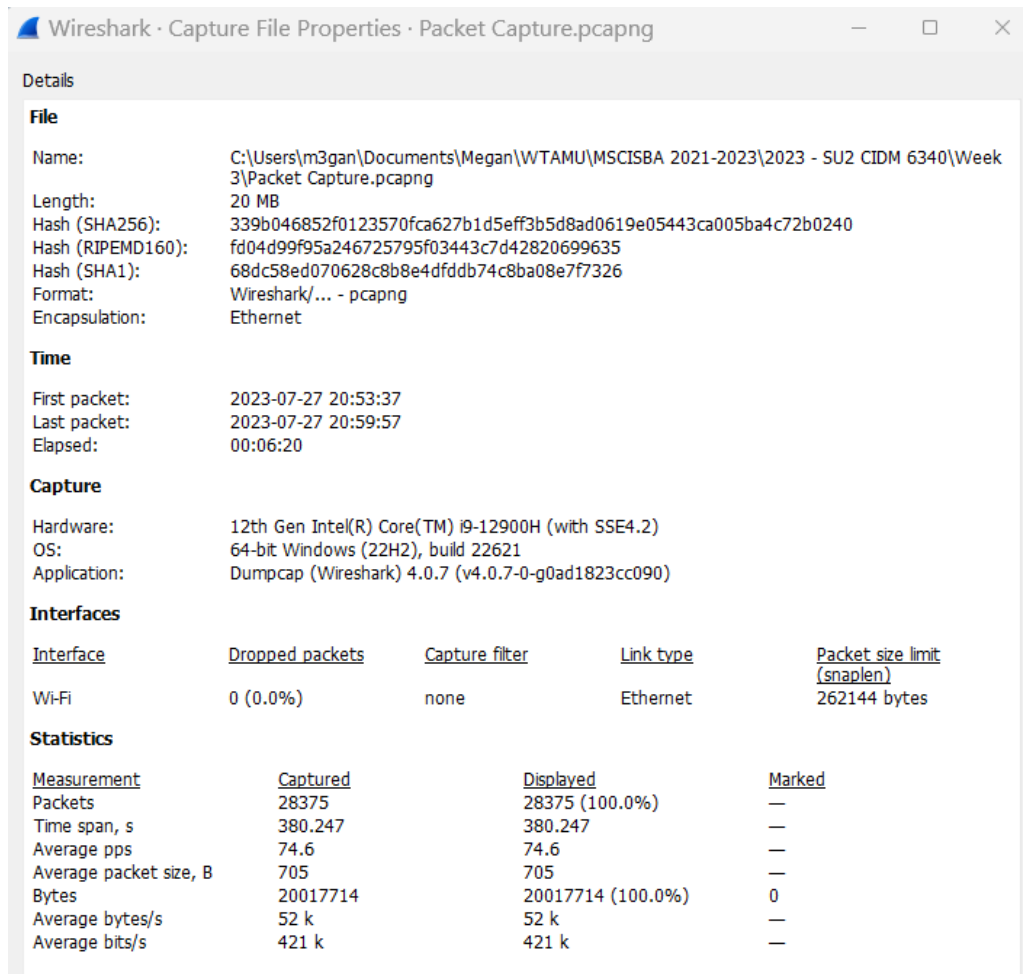 Wireshark · Capture File Properties · Packet Capture.pcapng
Details
File
Name: C:\Users\m3gan\Documents\Megan\WTAMU\MSCISBA 2021-2023\2023 - SU2 CIDM 6340\Week
3\Packet Capture.pcapng
Length: 20 MB
Hash (SHA256): 339b046852f0123570fca627b1d5eff3b5d8ad0619e05443ca005ba4c72b0240
Hash (RIPEMD160): fd04d99f95a246725795f03443c7d42820699635
Hash (SHA1): 68dc58ed070628c8b8e4dfddb74c8ba08e7f7326
Format: Wireshark/... - pcapng
Encapsulation: Ethernet
Time
First packet: 2023-07-27 20:53:37
Last packet: 2023-07-27 20:59:57
Elapsed: 00:06:20
Capture
Hardware: 12th Gen Intel(R) Core(TM) i9-12900H (with SSE4.2)
OS: 64-bit Windows (22H2), build 22621
Application: Dumpcap (Wireshark) 4.0.7 (v4.0.7-0-g0ad1823cc090)
Interfaces
Interface Dropped packets Capture filter Link type Packet size limit
(snaplen)
Wi-Fi 0 (0.0%) none Ethernet 262144 bytes
Statistics
Measurement Captured Displayed Marked
Packets 28375 28375 (100.0%) —
Time span, s 380.247 380.247 —
Average pps 74.6 74.6 —
Average packet size, B 705 705 —
Bytes 20017714 20017714 (100.0%) 0
Average bytes/s 52 k 52 k —
Average bits/s 421 k 421 k —